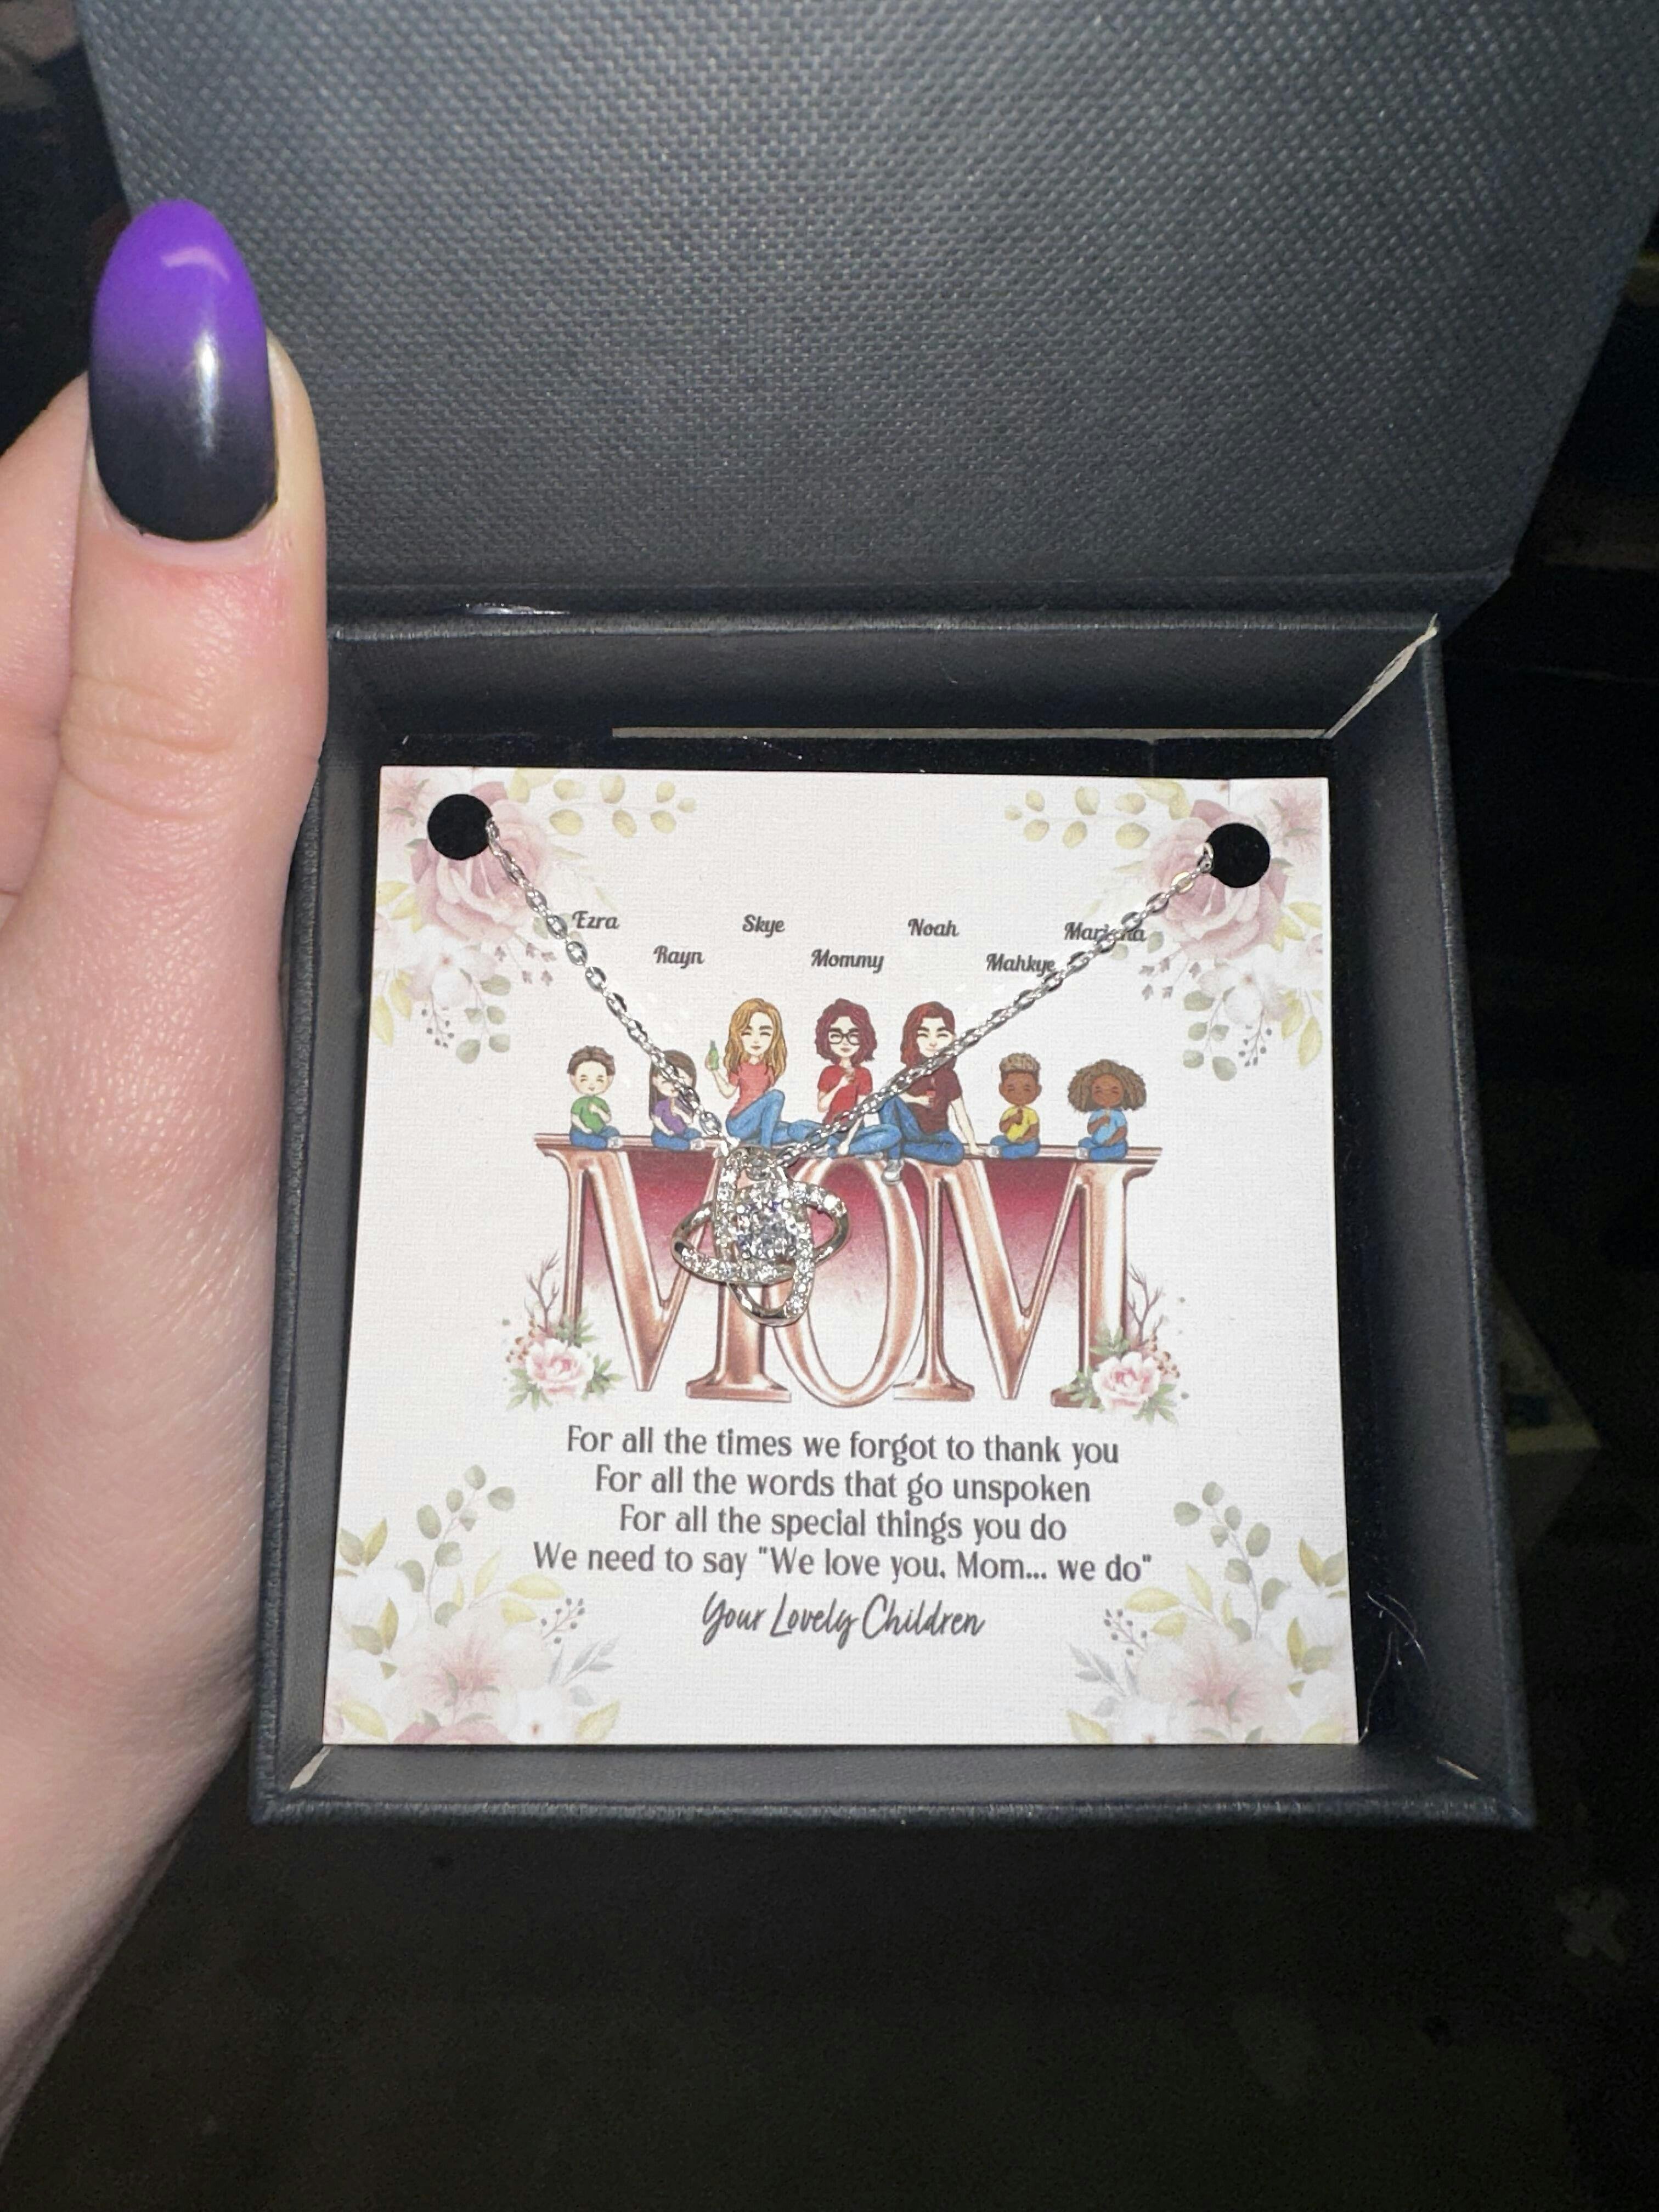 Ezra Skye Noah
Rayn Mommy Mahkye
MOM
For all the times we forgot to thank you
For all the words that go unspoken
For all the special things you do
We need to say "We love you, Mom... we do"
Your Lovely Children